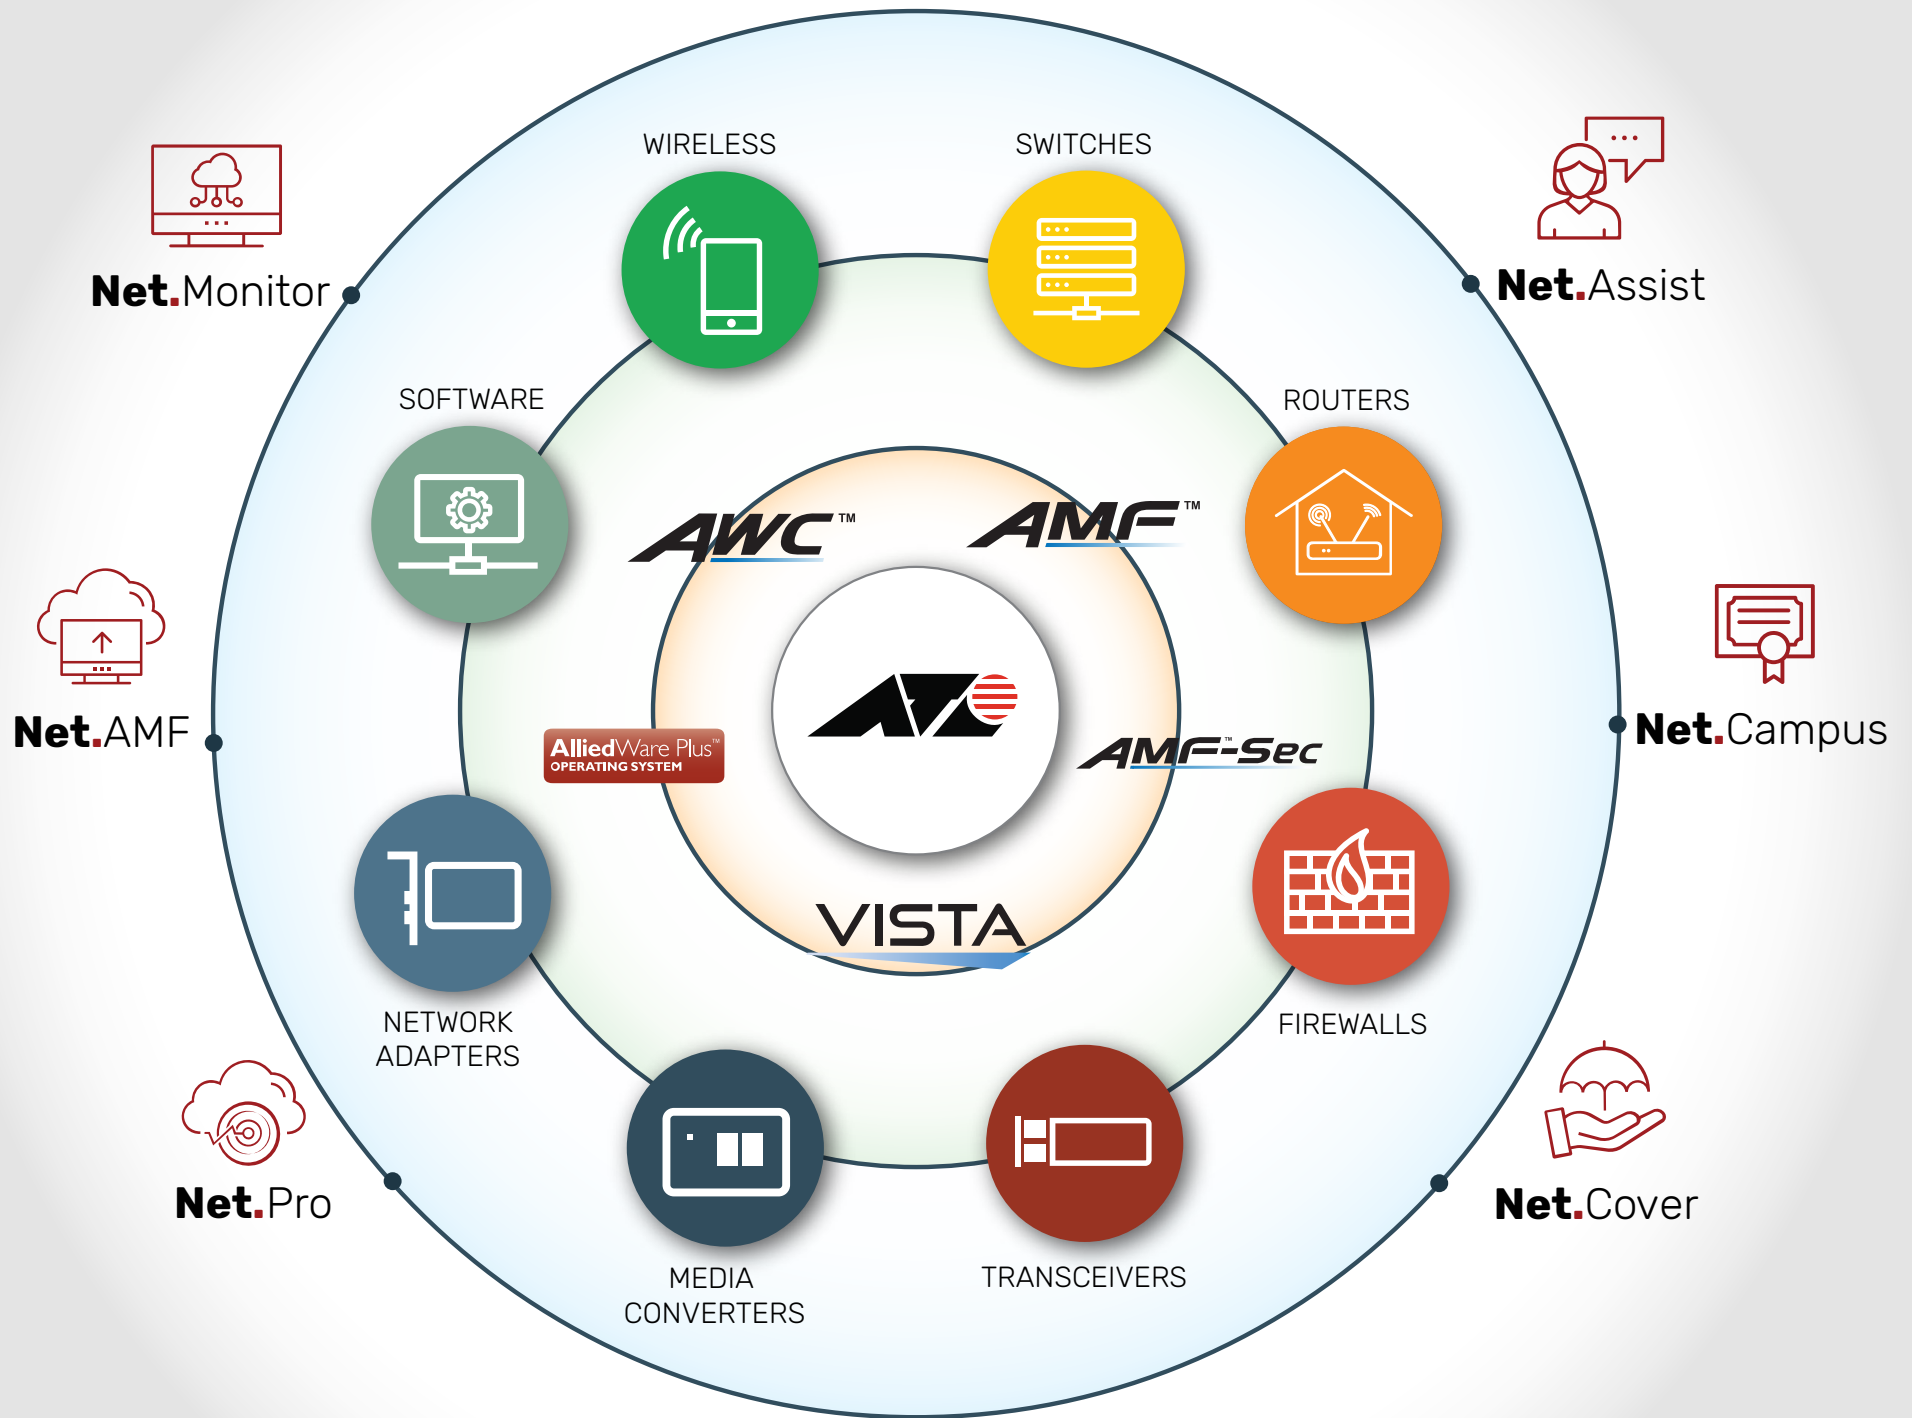 WIRELESS
SWITCHES
Net.Monitor
Net.Assist
SOFTWARE
ROUTERS
AWC™
AMF™
Net.AMF
AlliedWare Plus™
OPERATING SYSTEM
AMF-Sec™
Net.Campus
VISTA
NETWORK
ADAPTERS
FIREWALLS
Net.Pro
Net.Cover
MEDIA
CONVERTERS
TRANSCEIVERS